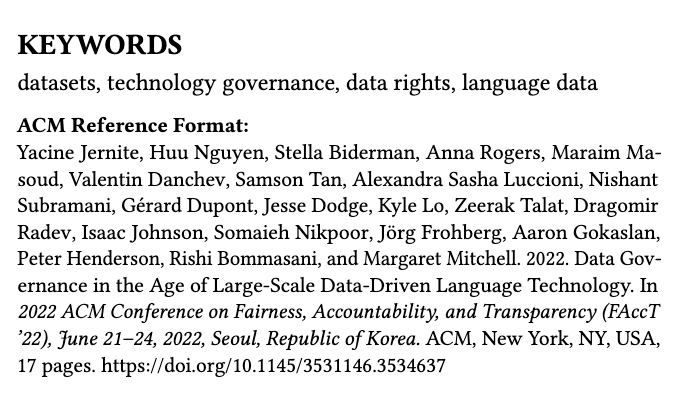 KEYWORDS
datasets, technology governance, data rights, language data
ACM Reference Format:
Yacine Jernite, Huu Nguyen, Stella Biderman, Anna Rogers, Maraim Ma-
soud, Valentin Danchev, Samson Tan, Alexandra Sasha Luccioni, Nishant
Subramani, Gérard Dupont, Jesse Dodge, Kyle Lo, Zeerak Talat, Dragomir
Radev, Isaac Johnson, Somaieh Nikpoor, Jörg Frohberg, Aaron Gokaslan,
Peter Henderson, Rishi Bommasani, and Margaret Mitchell. 2022. Data Gov-
ernance in the Age of Large-Scale Data-Driven Language Technology. In
2022 ACM Conference on Fairness, Accountability, and Transparency (FAccT
’22), June 21–24, 2022, Seoul, Republic of Korea. ACM, New York, NY, USA,
17 pages. https://doi.org/10.1145/3531146.3534637